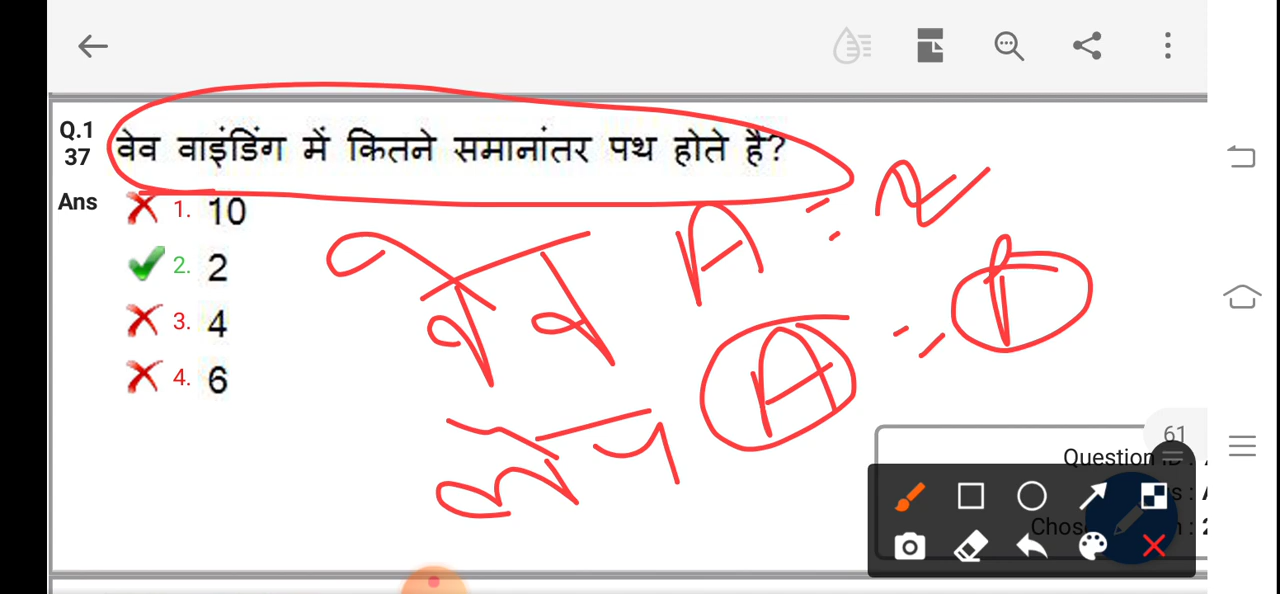 Q.1
37
वेव वाइंडिंग में कितने समानांतर पथ होते है?
Ans
1. 10
2. 2
3. 4
4. 6
वेव A = 2
लेप A = P
61
Question
Chos